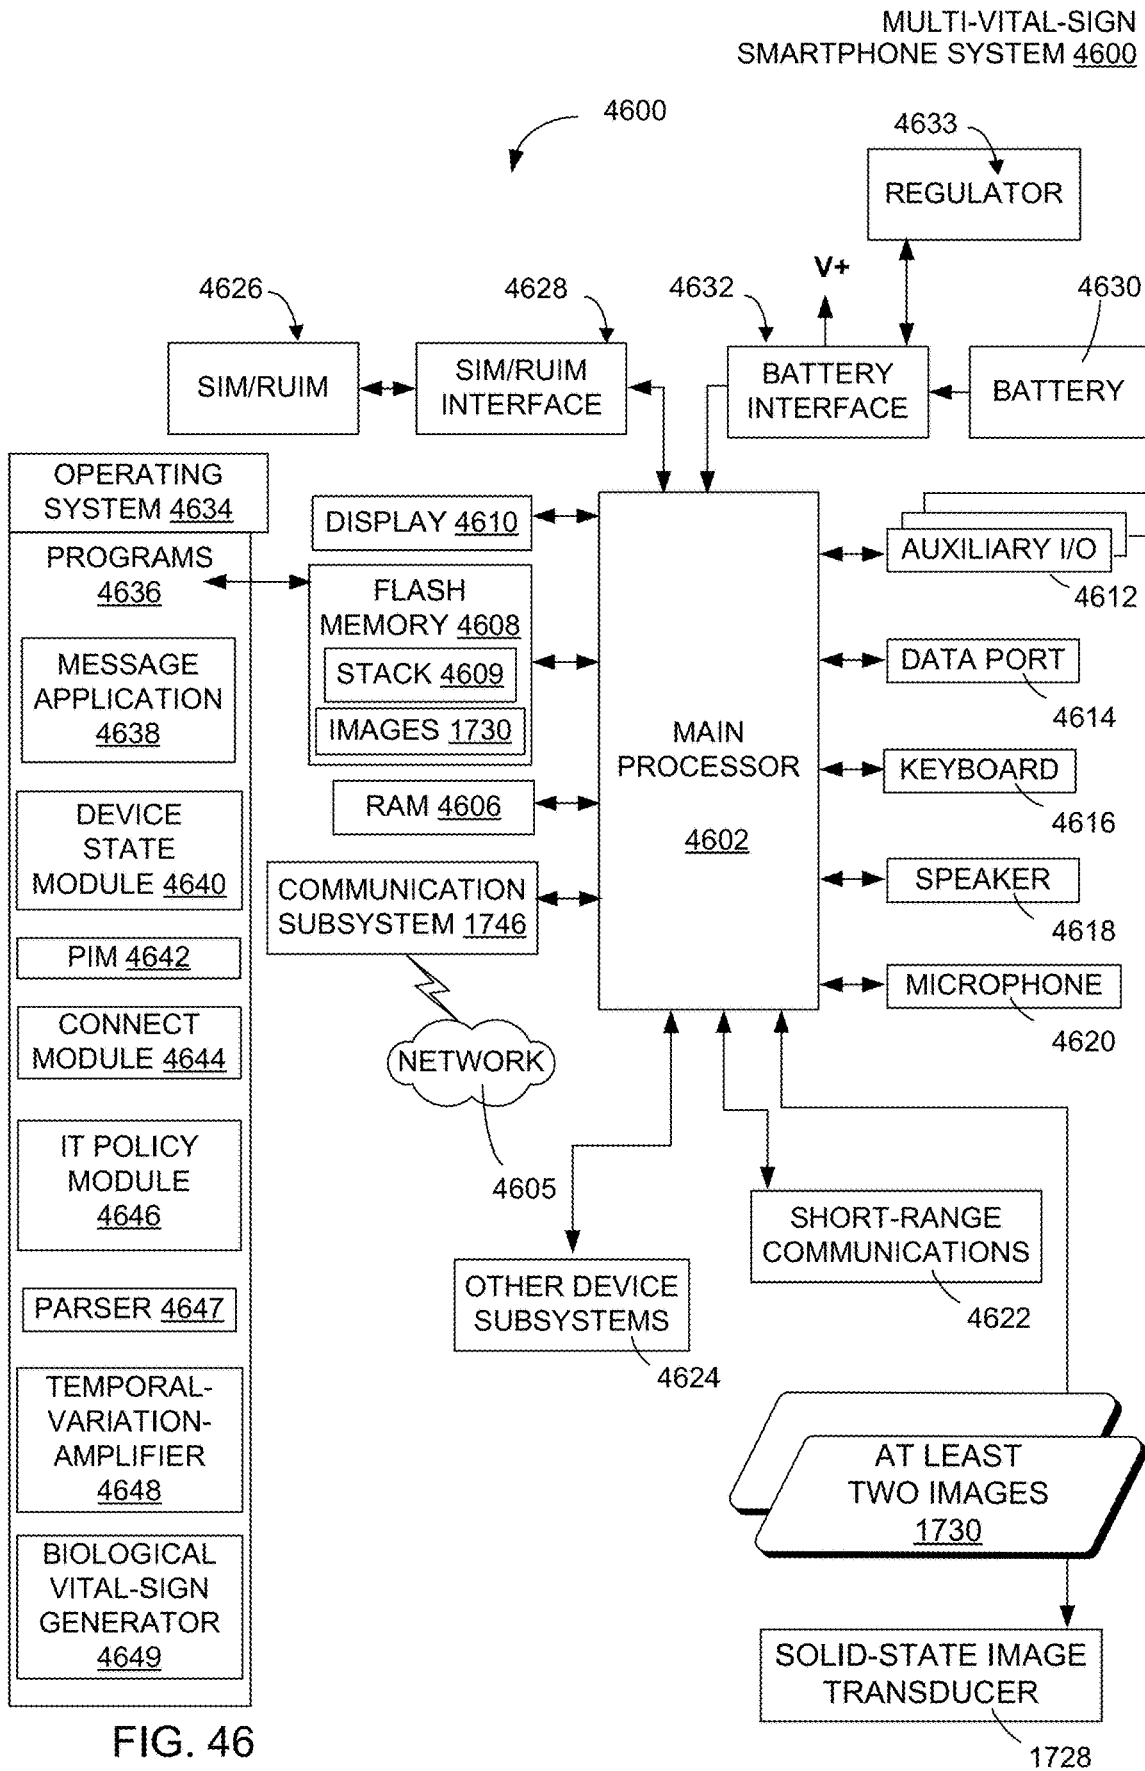 MULTI-VITAL-SIGN
SMARTPHONE SYSTEM 4600
4600
4633
REGULATOR
V+
4626
4628
4632
4630
SIM/RUIM
SIM/RUIM
INTERFACE
BATTERY
INTERFACE
BATTERY
OPERATING
SYSTEM 4634
PROGRAMS
4636
MESSAGE
APPLICATION
4638
DEVICE
STATE
MODULE 4640
PIM 4642
CONNECT
MODULE 4644
IT POLICY
MODULE
4646
PARSER 4647
TEMPORAL-
VARIATION-
AMPLIFIER
4648
BIOLOGICAL
VITAL-SIGN
GENERATOR
4649
DISPLAY 4610
FLASH
MEMORY 4608
STACK 4609
IMAGES 1730
RAM 4606
COMMUNICATION
SUBSYSTEM 1746
NETWORK
4605
MAIN
PROCESSOR
4602
AUXILIARY I/O
4612
DATA PORT
4614
KEYBOARD
4616
SPEAKER
4618
MICROPHONE
4620
SHORT-RANGE
COMMUNICATIONS
4622
OTHER DEVICE
SUBSYSTEMS
4624
AT LEAST
TWO IMAGES
1730
SOLID-STATE IMAGE
TRANSDUCER
1728
FIG. 46